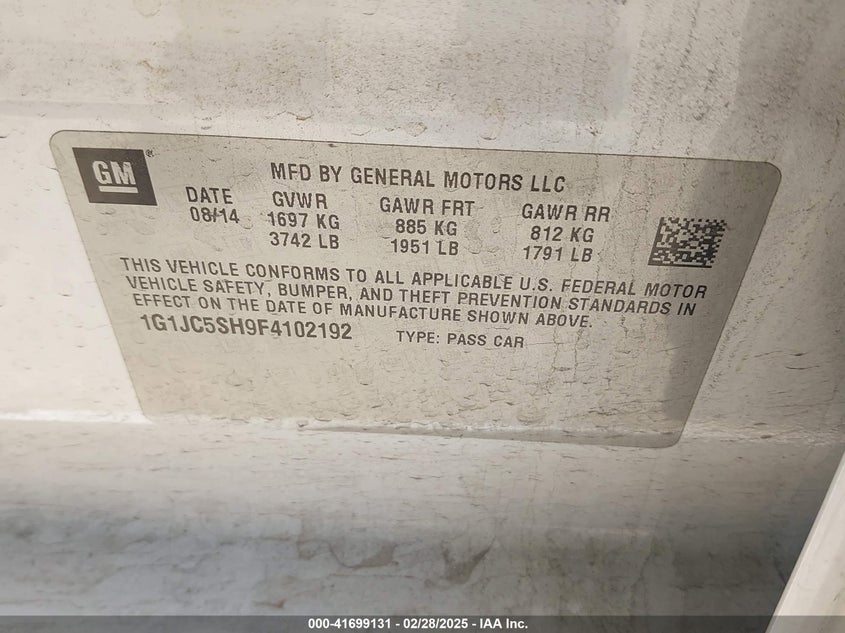 GM®
MFD BY GENERAL MOTORS LLC
DATE
08/14
GVWR
1697 KG
3742 LB
GAWR FRT
885 KG
1951 LB
GAWR RR
812 KG
1791 LB
THIS VEHICLE CONFORMS TO ALL APPLICABLE U.S. FEDERAL MOTOR
VEHICLE SAFETY, BUMPER, AND THEFT PREVENTION STANDARDS IN
EFFECT ON THE DATE OF MANUFACTURE SHOWN ABOVE.
1G1JC5SH9F4102192
TYPE: PASS CAR
000-41699131 - 02/28/2025 - IAA Inc.